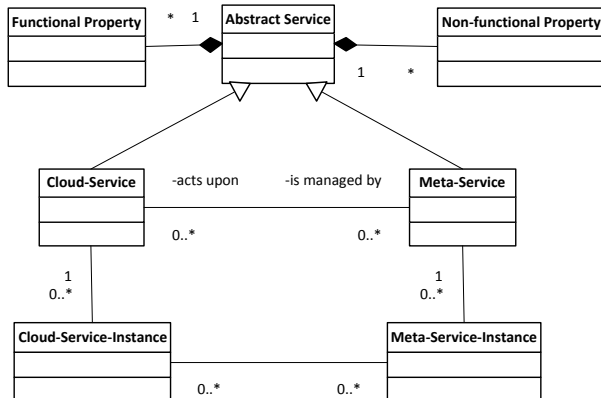 Functional Property
* 1
Abstract Service
Non-functional Property
1 *
Cloud-Service
-acts upon
-is managed by
Meta-Service
0..*
0..*
1
0..*
1
0..*
Cloud-Service-Instance
Meta-Service-Instance
0..*
0..*